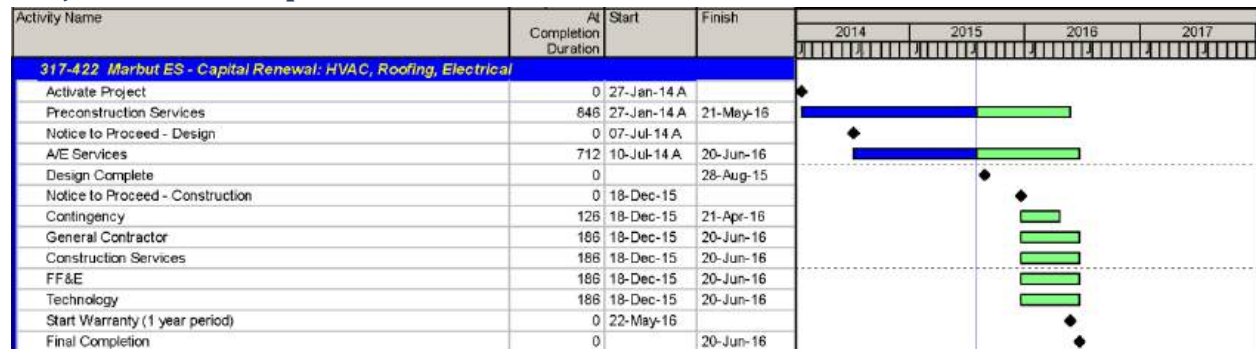 Activity Name At Completion Duration Start Finish 2014 2015 2016 2017
J J J J J J J J
317-422 Marbut ES - Capital Renewal: HVAC, Roofing, Electrical
Activate Project 0 27-Jan-14 A
Preconstruction Services 846 27-Jan-14 A 21-May-16
Notice to Proceed - Design 0 07-Jul-14 A
A/E Services 712 10-Jul-14 A 20-Jun-16
Design Complete 0 28-Aug-15
Notice to Proceed - Construction 0 18-Dec-15
Contingency 126 18-Dec-15 21-Apr-16
General Contractor 186 18-Dec-15 20-Jun-16
Construction Services 186 18-Dec-15 20-Jun-16
FF&E 186 18-Dec-15 20-Jun-16
Technology 186 18-Dec-15 20-Jun-16
Start Warranty (1 year period) 0 22-May-16
Final Completion 0 20-Jun-16